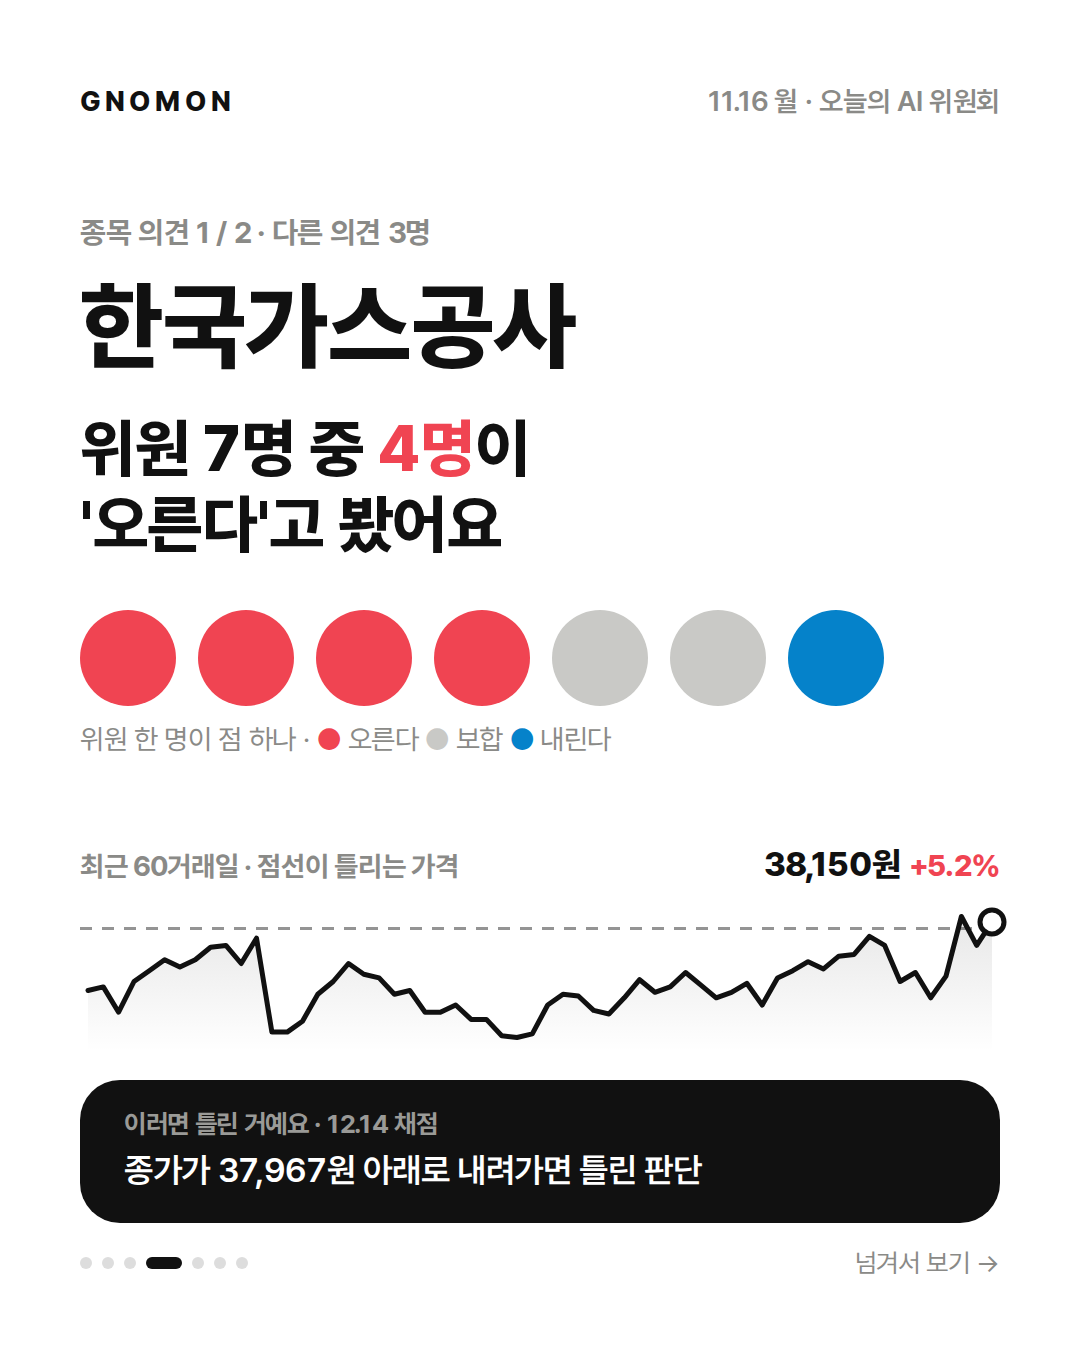 GNOMON
11.16 월 · 오늘의 AI 위원회
종목 의견 1 / 2 · 다른 의견 3명
한국가스공사
위원 7명 중 4명이
'오른다'고 봤어요
위원 한 명이 점 하나 · 오른다 보합 내린다
최근 60거래일 · 점선이 틀리는 가격
38,150원 +5.2%
이러면 틀린 거예요 · 12.14 채점
종가가 37,967원 아래로 내려가면 틀린 판단
넘겨서 보기 →